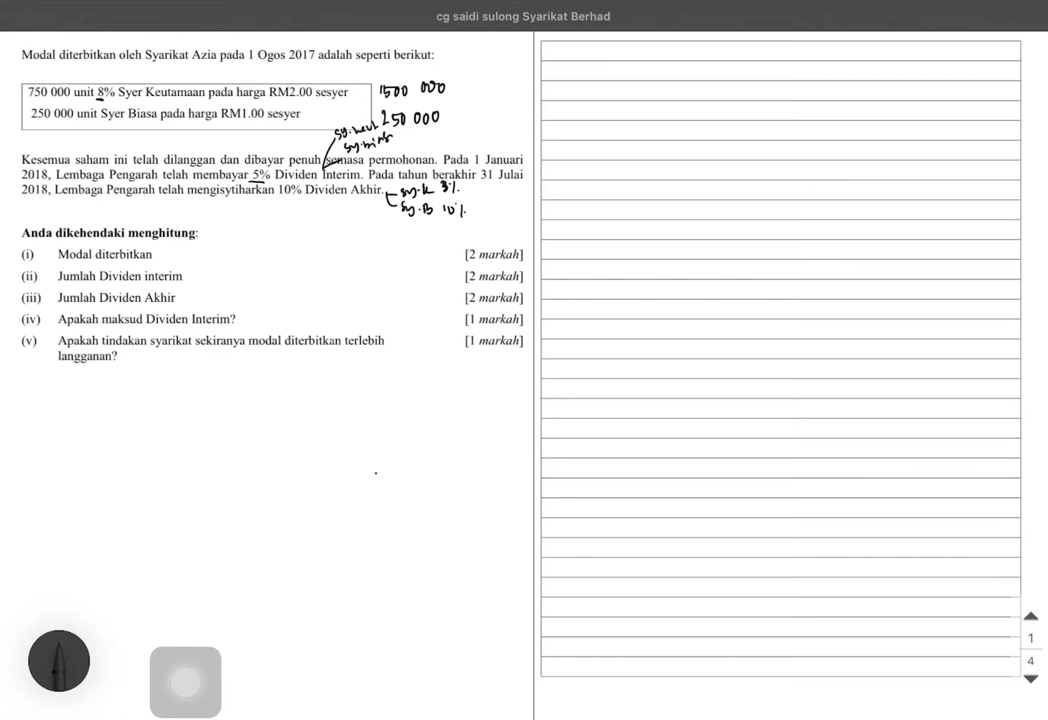 cg saidi sulong Syarikat Berhad
Modal diterbitkan oleh Syarikat Azia pada 1 Ogos 2017 adalah seperti berikut:
750 000 unit 8% Syer Keutamaan pada harga RM2.00 sesyer 1500 000
250 000 unit Syer Biasa pada harga RM1.00 sesyer 250 000
Kesemua saham ini telah dilanggan dan dibayar penuh semasa permohonan. Pada 1 Januari
2018, Lembaga Pengarah telah membayar 5% Dividen Interim. Pada tahun berakhir 31 Julai
2018, Lembaga Pengarah telah mengisytiharkan 10% Dividen Akhir. sy.K 3%
sy.B 10%
Anda dikehendaki menghitung:
(i) Modal diterbitkan [2 markah]
(ii) Jumlah Dividen interim [2 markah]
(iii) Jumlah Dividen Akhir [2 markah]
(iv) Apakah maksud Dividen Interim? [1 markah]
(v) Apakah tindakan syarikat sekiranya modal diterbitkan terlebih [1 markah]
langganan?
1
4